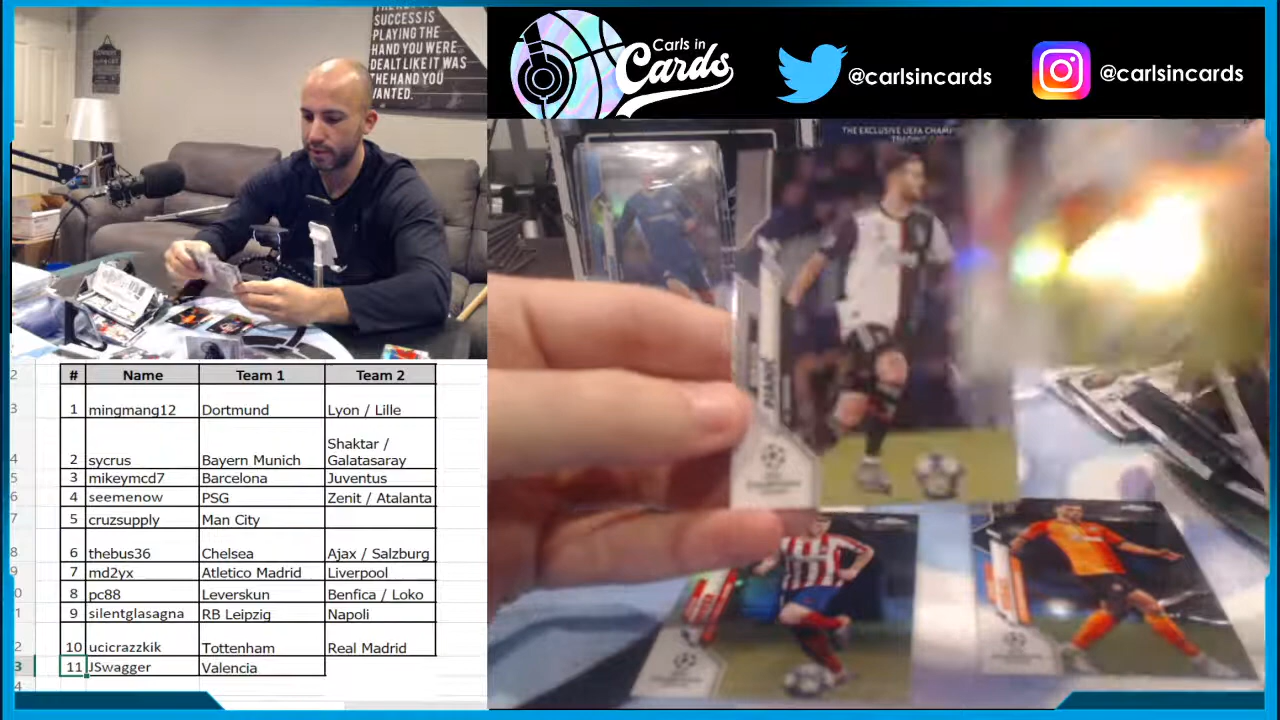 SUCCESS IS
PLAYING THE
HAND YOU WERE
DEALT LIKE IT WAS
THE HAND YOU
WANTED.
Carls in
Cards
@carlsincards
@carlsincards
THE EXCLUSIVE UEFA CHAMP
PJANIĆ
# Name Team 1 Team 2
1 mingmang12 Dortmund Lyon / Lille
2 sycrus Bayern Munich Shaktar / Galatasaray
3 mikeymcd7 Barcelona Juventus
4 seemenow PSG Zenit / Atalanta
5 cruzsupply Man City
6 thebus36 Chelsea Ajax / Salzburg
7 md2yx Atletico Madrid Liverpool
8 pc88 Leverskun Benfica / Loko
9 silentglasagna RB Leipzig Napoli
10 ucicrazzkik Tottenham Real Madrid
11 JSwagger Valencia